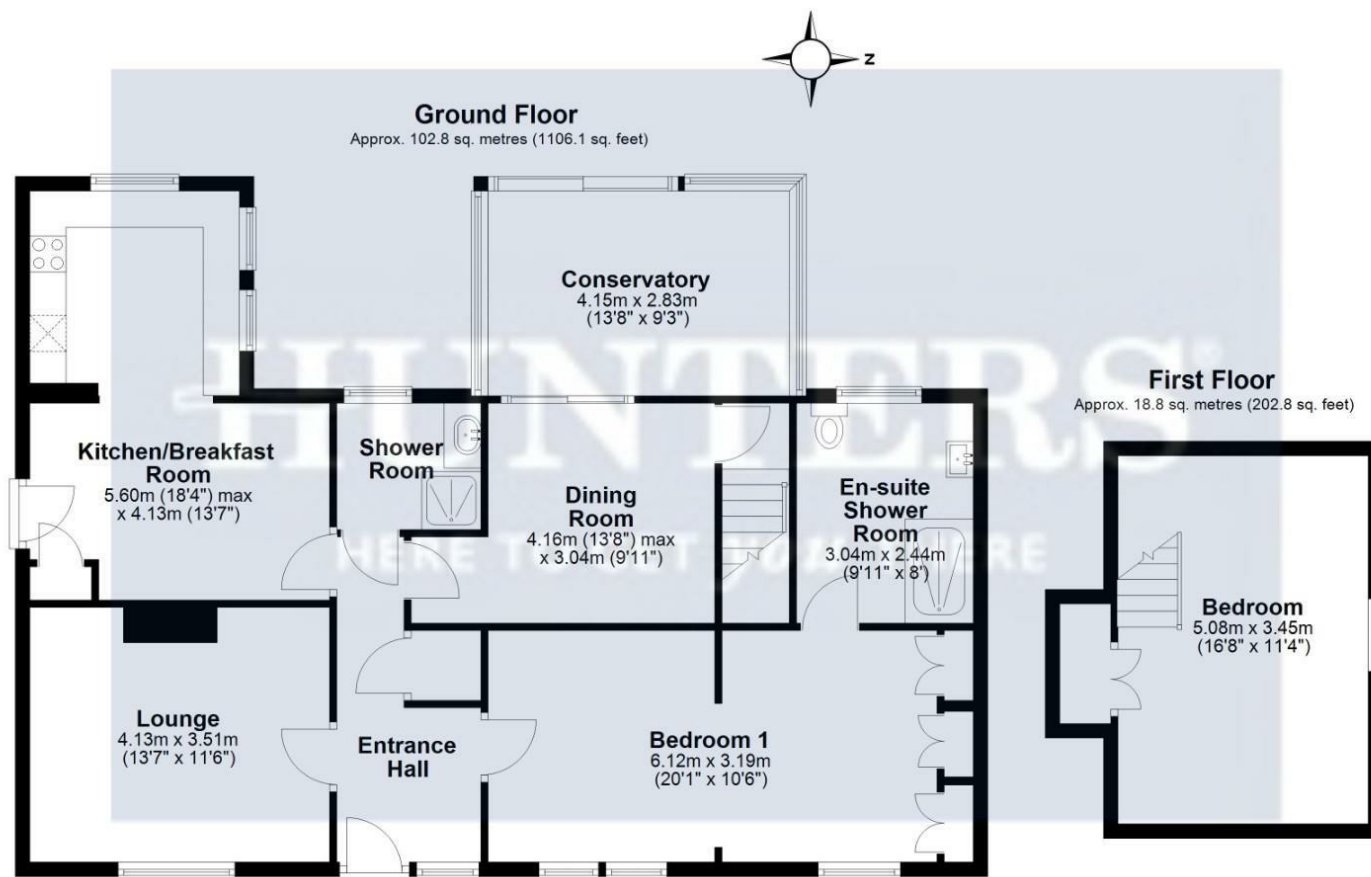 z
Ground Floor
Approx. 102.8 sq. metres (1106.1 sq. feet)
Conservatory
4.15m x 2.83m
(13'8" x 9'3")
HUNTERS®
HERE TO GET YOU THERE
First Floor
Approx. 18.8 sq. metres (202.8 sq. feet)
Kitchen/Breakfast
Room
5.60m (18'4") max
x 4.13m (13'7")
Shower
Room
Dining
Room
4.16m (13'8") max
x 3.04m (9'11")
En-suite
Shower
Room
3.04m x 2.44m
(9'11" x 8')
Bedroom
5.08m x 3.45m
(16'8" x 11'4")
Lounge
4.13m x 3.51m
(13'7" x 11'6")
Entrance
Hall
Bedroom 1
6.12m x 3.19m
(20'1" x 10'6")